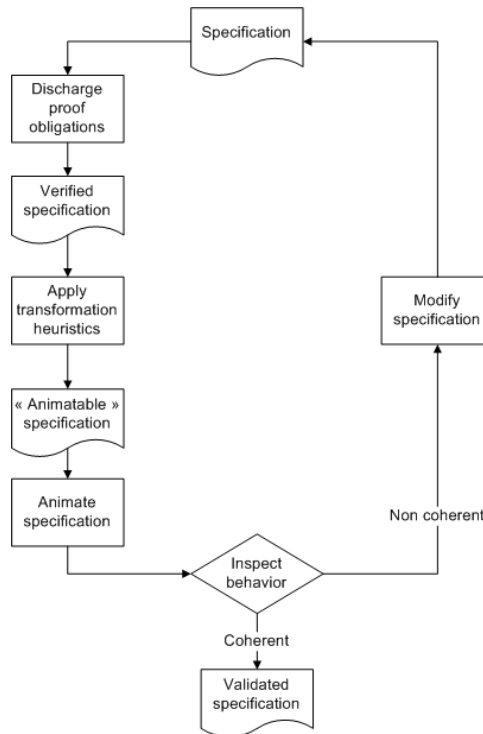 Specification
Discharge
proof
obligations
Verified
specification
Apply
transformation
heuristics
Modify
specification
« Animatable »
specification
Animate
specification
Non coherent
Inspect
behavior
Coherent
Validated
specification